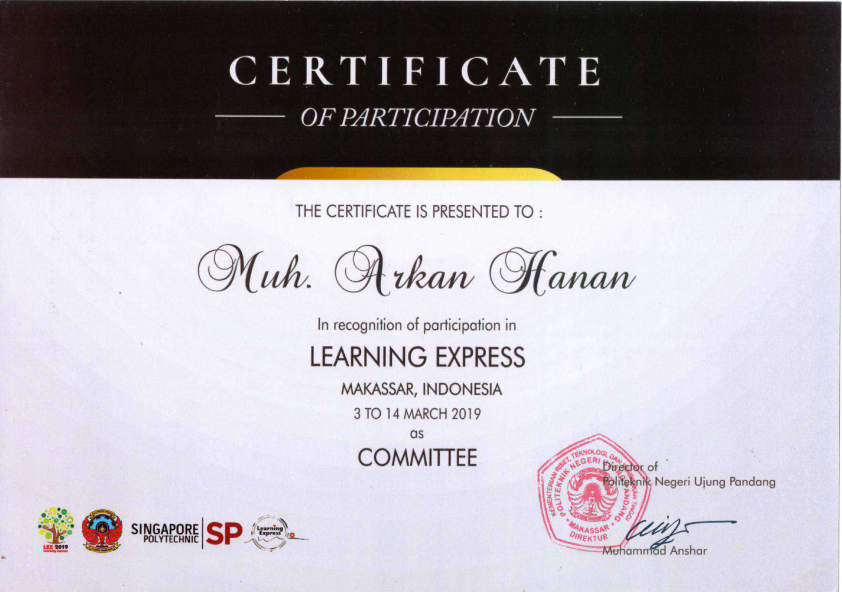 CERTIFICATE
OF PARTICIPATION
THE CERTIFICATE IS PRESENTED TO :
Muh. Arkan Hanan
In recognition of participation in
LEARNING EXPRESS
MAKASSAR, INDONESIA
3 TO 14 MARCH 2019
as
COMMITTEE
Director of
Politeknik Negeri Ujung Pandang
KEMENTERIAN RISET, TEKNOLOGI, DAN
POLITEKNIK NEGERI UJUNG PANDANG
MAKASSAR
DIREKTUR
Muhammad Anshar
LEX 2019
SINGAPORE
POLYTECHNIC
SP
Learning
Express